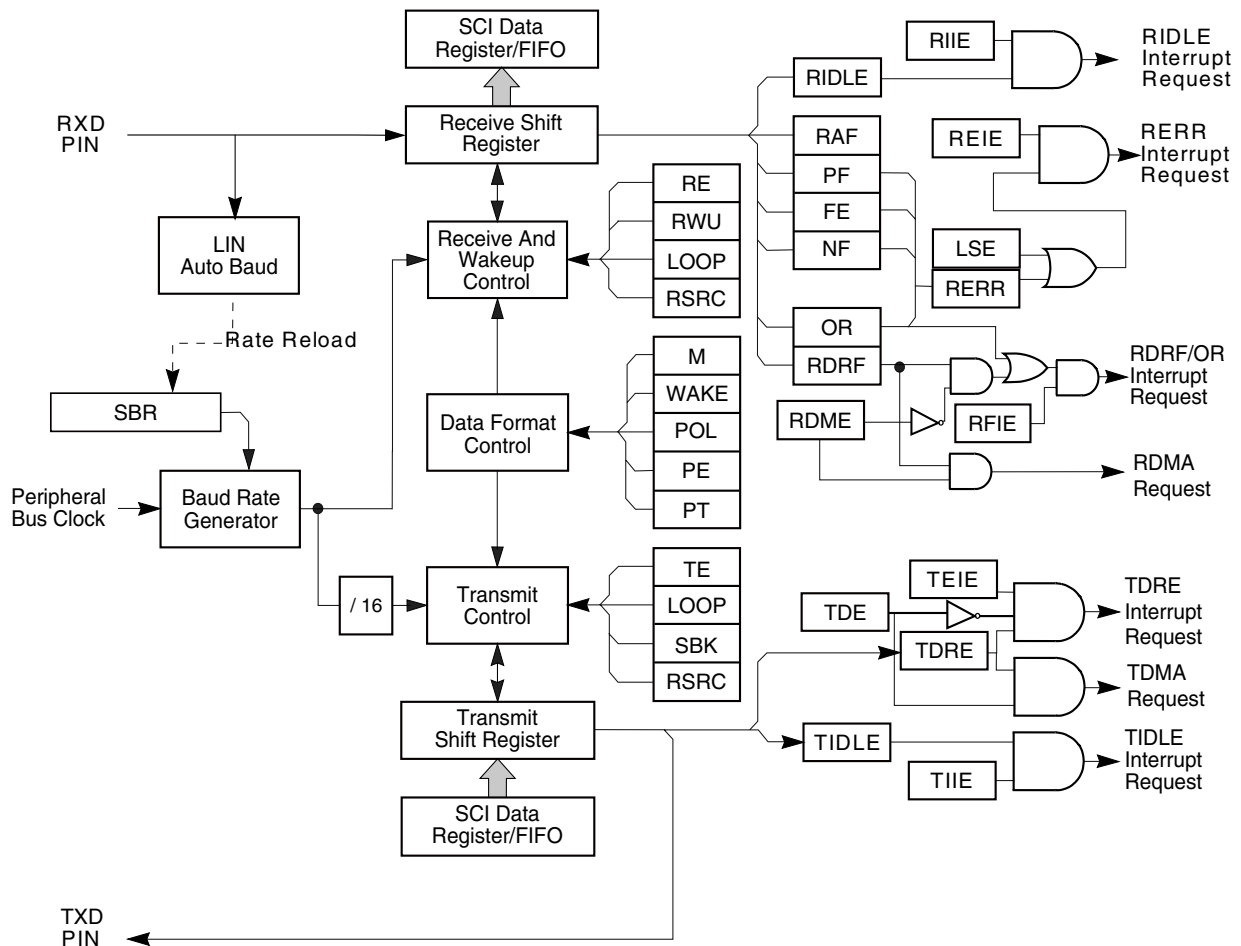 SCI Data
Register/FIFO
RXD
PIN
Receive Shift
Register
LIN
Auto Baud
Rate Reload
SBR
Peripheral
Bus Clock
Baud Rate
Generator
/ 16
Receive And
Wakeup
Control
RE
RWU
LOOP
RSRC
Data Format
Control
M
WAKE
POL
PE
PT
Transmit
Control
TE
LOOP
SBK
RSRC
Transmit
Shift Register
SCI Data
Register/FIFO
TXD
PIN
RIIE
RIDLE
RIDLE
Interrupt
Request
RAF
PF
FE
NF
REIE
RERR
Interrupt
Request
LSE
RERR
OR
RDRF
RDME
RFIE
RDRF/OR
Interrupt
Request
RDMA
Request
TEIE
TDE
TDRE
TDRE
Interrupt
Request
TDMA
Request
TIDLE
TIIE
TIDLE
Interrupt
Request